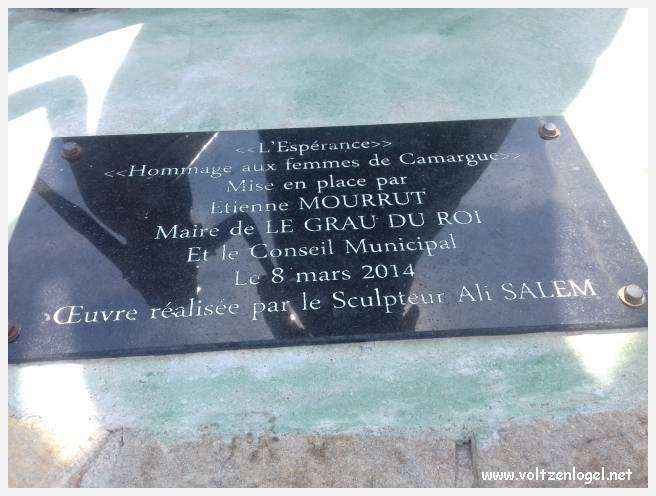 <<L'Espérance>>
<<Hommage aux femmes de Camargue>>
Mise en place par
Etienne MOURRUT
Maire de LE GRAU DU ROI
Et le Conseil Municipal
Le 8 mars 2014
Œuvre réalisée par le Sculpteur Ali SALEM
www.voltzenlogel.net